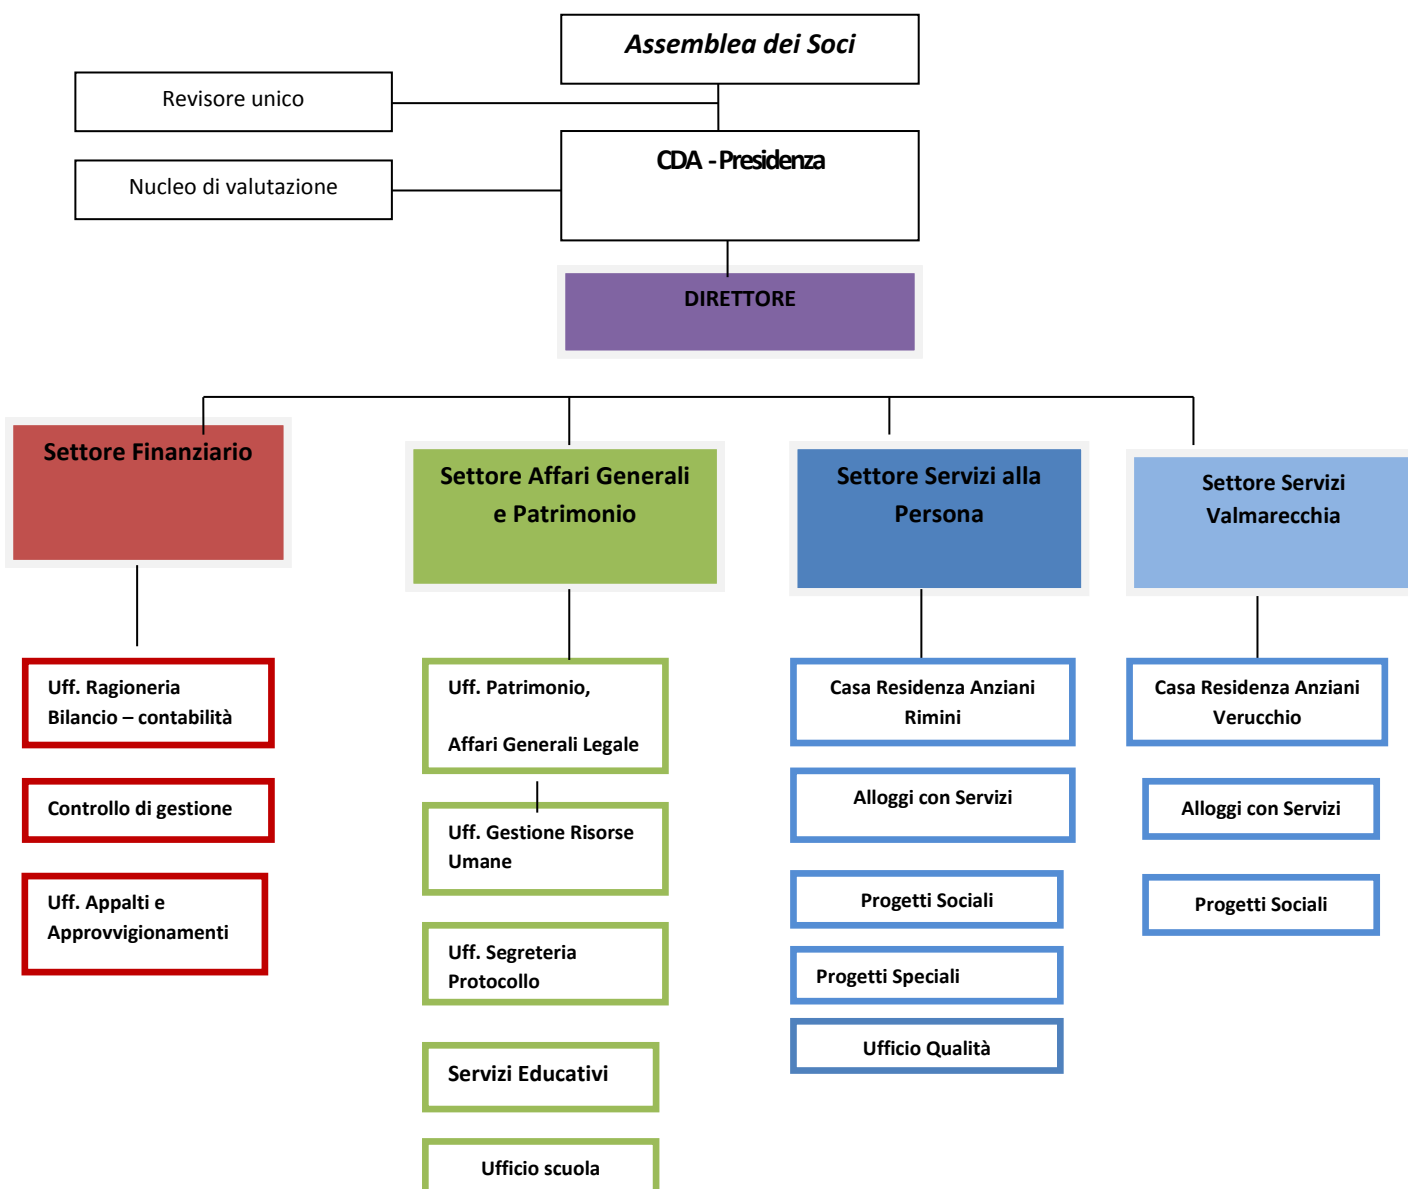 Assemblea dei Soci
Revisore unico
CDA - Presidenza
Nucleo di valutazione
DIRETTORE
Settore Finanziario
Settore Affari Generali
e Patrimonio
Settore Servizi alla
Persona
Settore Servizi
Valmarecchia
Uff. Ragioneria
Bilancio – contabilità
Controllo di gestione
Uff. Appalti e
Approvvigionamenti
Uff. Patrimonio,
Affari Generali Legale
Uff. Gestione Risorse
Umane
Uff. Segreteria
Protocollo
Servizi Educativi
Ufficio scuola
Casa Residenza Anziani
Rimini
Alloggi con Servizi
Progetti Sociali
Progetti Speciali
Ufficio Qualità
Casa Residenza Anziani
Verucchio
Alloggi con Servizi
Progetti Sociali